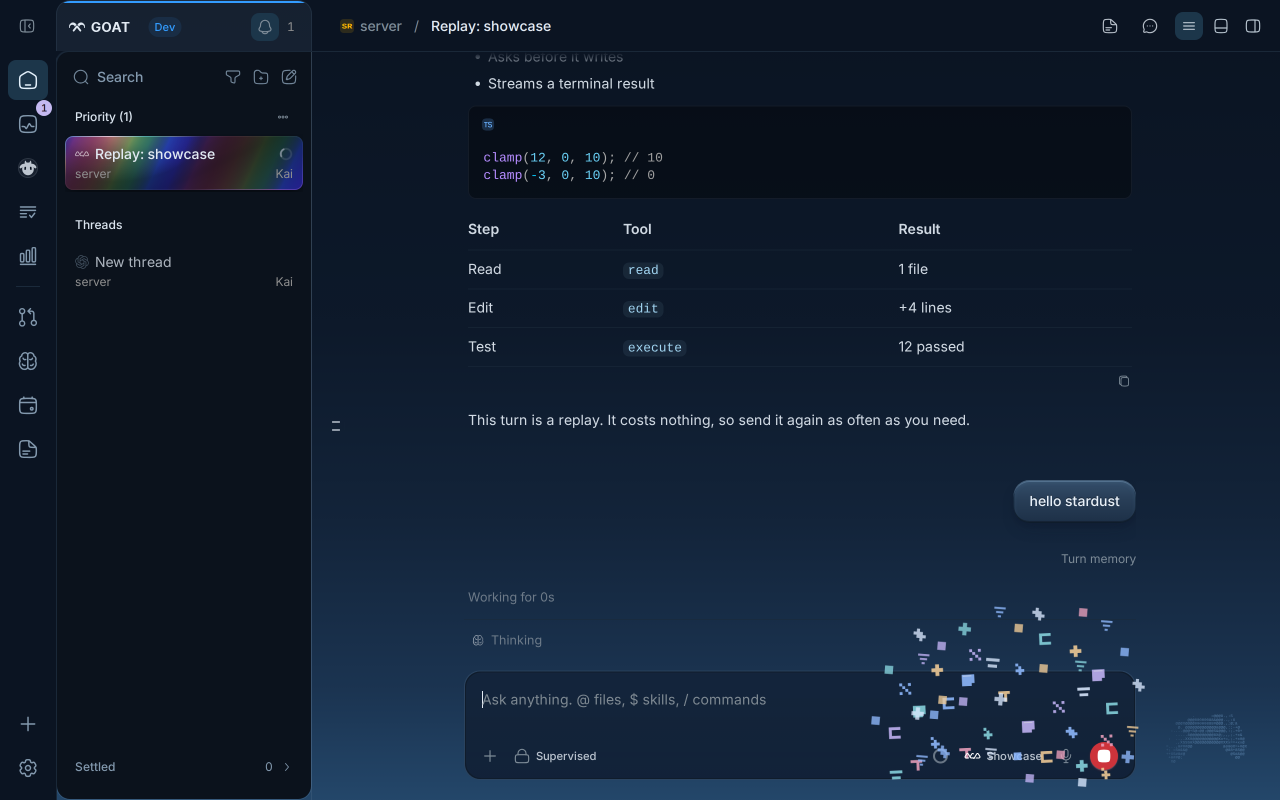 GOAT Dev 1
SR server / Replay: showcase
Search
Asks before it writes
Streams a terminal result
1
Priority (1)
TS
Replay: showcase
server Kai
clamp(12, 0, 10); // 10
clamp(-3, 0, 10); // 0
Threads
Step Tool Result
New thread
server Kai
Read read 1 file
Edit edit +4 lines
Test execute 12 passed
This turn is a replay. It costs nothing, so send it again as often as you need.
hello stardust
Turn memory
Working for 0s
Thinking
Ask anything. @ files, $ skills, / commands
Supervised Showcase
Settled 0